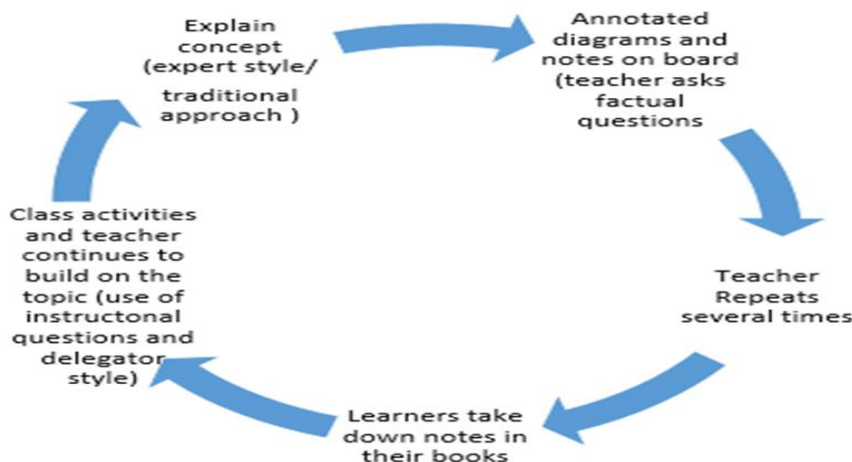 Explain
concept
(expert style/
traditional
approach )
Annotated
diagrams and
notes on board
(teacher asks
factual
questions
Teacher
Repeats
several times
Learners take
down notes in
their books
Class activities
and teacher
continues to
build on the
topic (use of
instructonal
questions and
delegator
style)